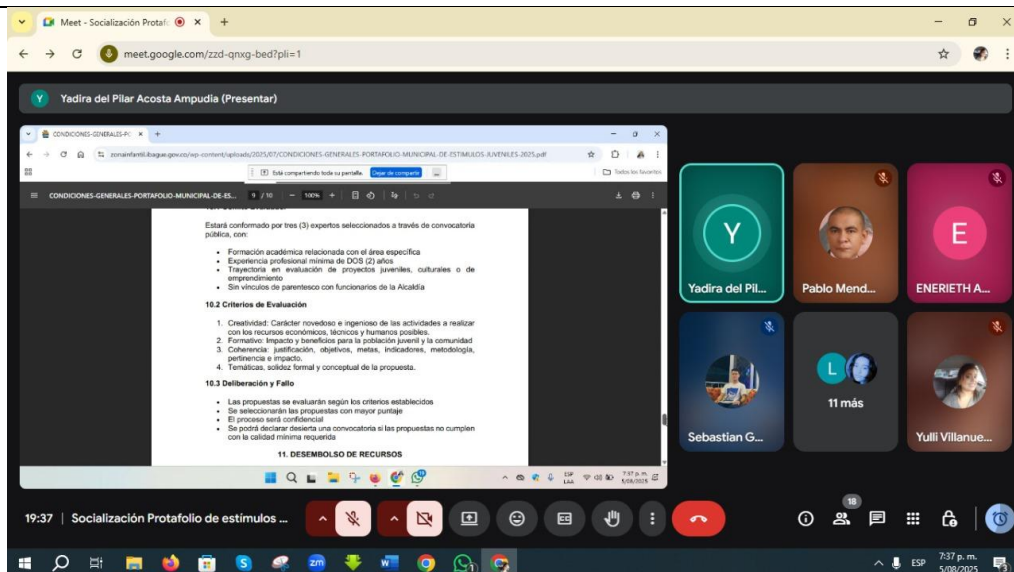 Meet - Socialización Protafo
meet.google.com/zzd-qnxg-bed?pli=1
Y
Yadira del Pilar Acosta Ampudia (Presentar)
CONDICIONES-GENERALES-PO
zonainfantil.ibague.gov.co/wp-content/uploads/2025/07/CONDICIONES-GENERALES-PORTAFOLIO-MUNICIPAL-DE-ESTIMULOS-JUVENILES-2025.pdf
Está compartiendo toda su pantalla.
Dejar de compartir
Todos los favoritos
CONDICIONES-GENERALES-PORTAFOLIO-MUNICIPAL-DE-ES...
9 / 10
100%
Estará conformado por tres (3) expertos seleccionados a través de convocatoria
pública, con:
• Formación académica relacionada con el área específica
• Experiencia profesional mínima de DOS (2) años
• Trayectoria en evaluación de proyectos juveniles, culturales o de
emprendimiento
• Sin vínculos de parentesco con funcionarios de la Alcaldía
10.2 Criterios de Evaluación
1. Creatividad: Carácter novedoso e ingenioso de las actividades a realizar
con los recursos económicos, técnicos y humanos posibles.
2. Formativo: Impacto y beneficios para la población juvenil y la comunidad
3. Coherencia: justificación, objetivos, metas, indicadores, metodología,
pertinencia e impacto.
4. Temáticas, solidez formal y conceptual de la propuesta.
10.3 Deliberación y Fallo
• Las propuestas se evaluarán según los criterios establecidos
• Se seleccionarán las propuestas con mayor puntaje
• El proceso será confidencial
• Se podrá declarar desierta una convocatoria si las propuestas no cumplen
con la calidad mínima requerida
11. DESEMBOLSO DE RECURSOS
ESP
LAA
7:37 p. m.
5/08/2025
Y
Yadira del Pil...
Pablo Mend...
E
ENERIETH A...
Sebastian G...
L
11 más
Yulli Villanue...
19:37 | Socialización Protafolio de estímulos ...
18
ESP
7:37 p. m.
5/08/2025